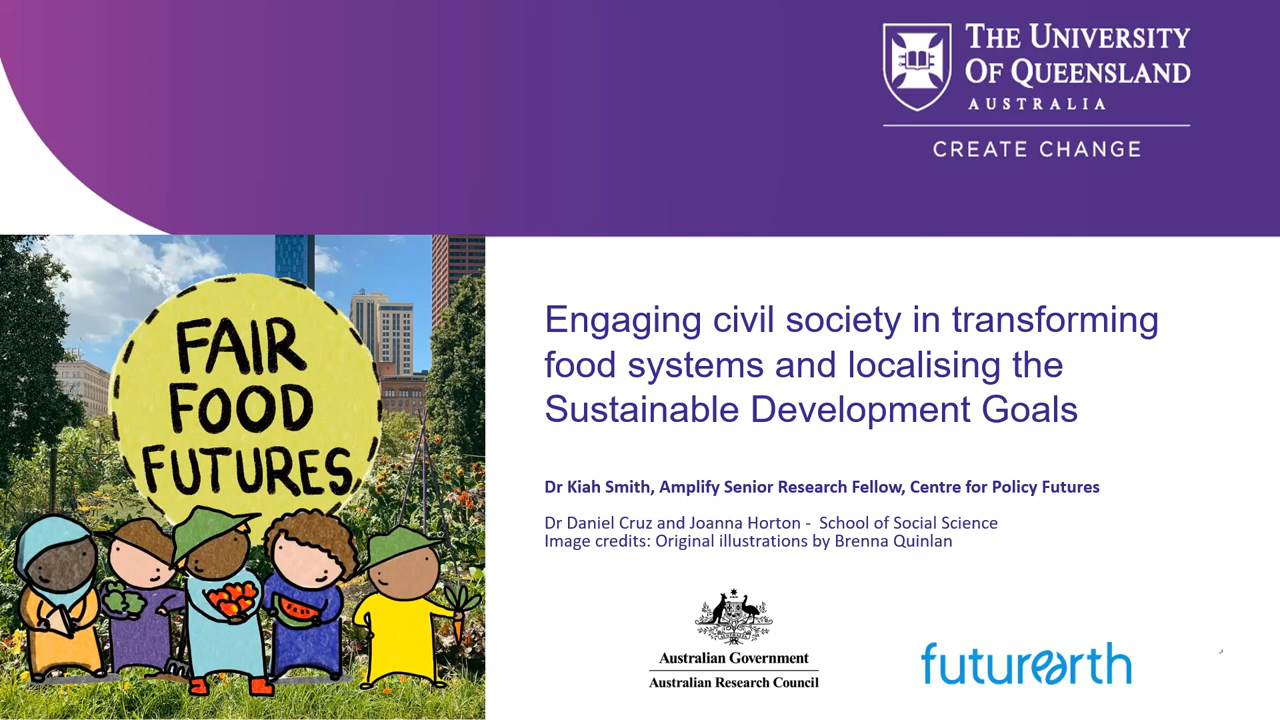 THE UNIVERSITY
OF QUEENSLAND
AUSTRALIA
CREATE CHANGE
FAIR
FOOD
FUTURES
Engaging civil society in transforming
food systems and localising the
Sustainable Development Goals
Dr Kiah Smith, Amplify Senior Research Fellow, Centre for Policy Futures
Dr Daniel Cruz and Joanna Horton - School of Social Science
Image credits: Original illustrations by Brenna Quinlan
Australian Government
Australian Research Council
futurearth